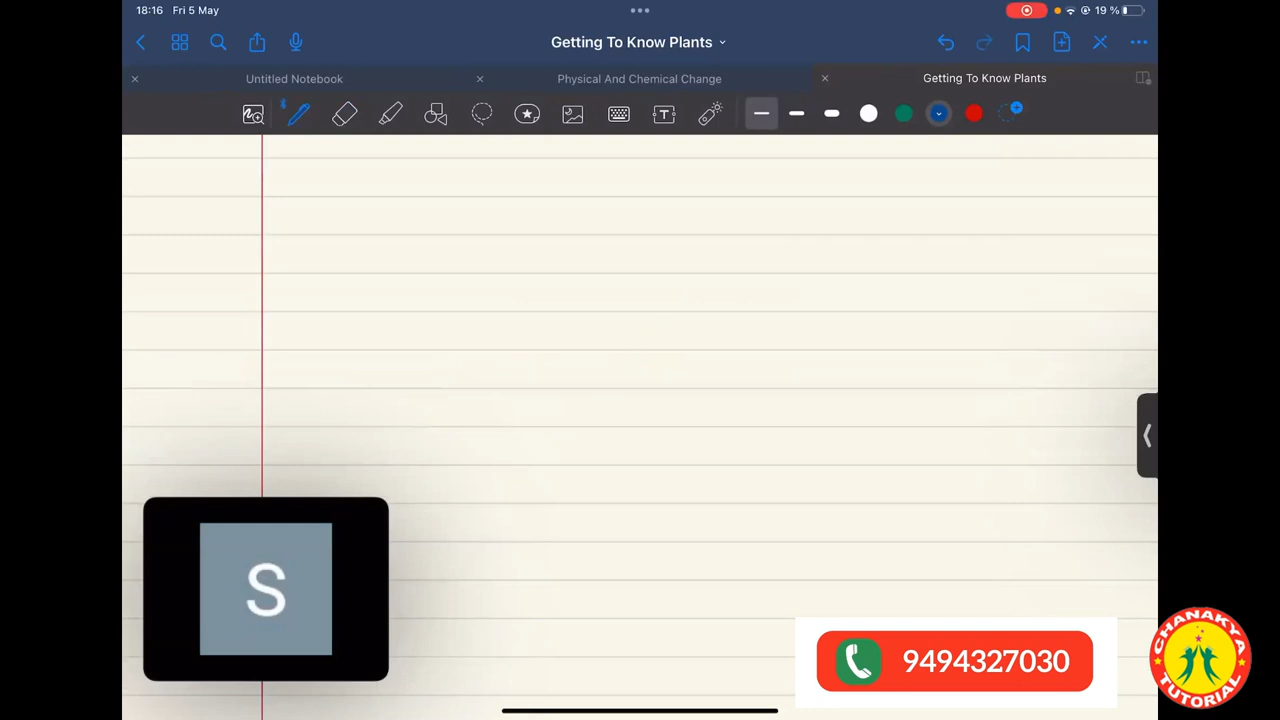 18:16 Fri 5 May
19 %
Getting To Know Plants
Untitled Notebook
Physical And Chemical Change
Getting To Know Plants
T
S
9494327030
CHANAKYA
TUTORIAL